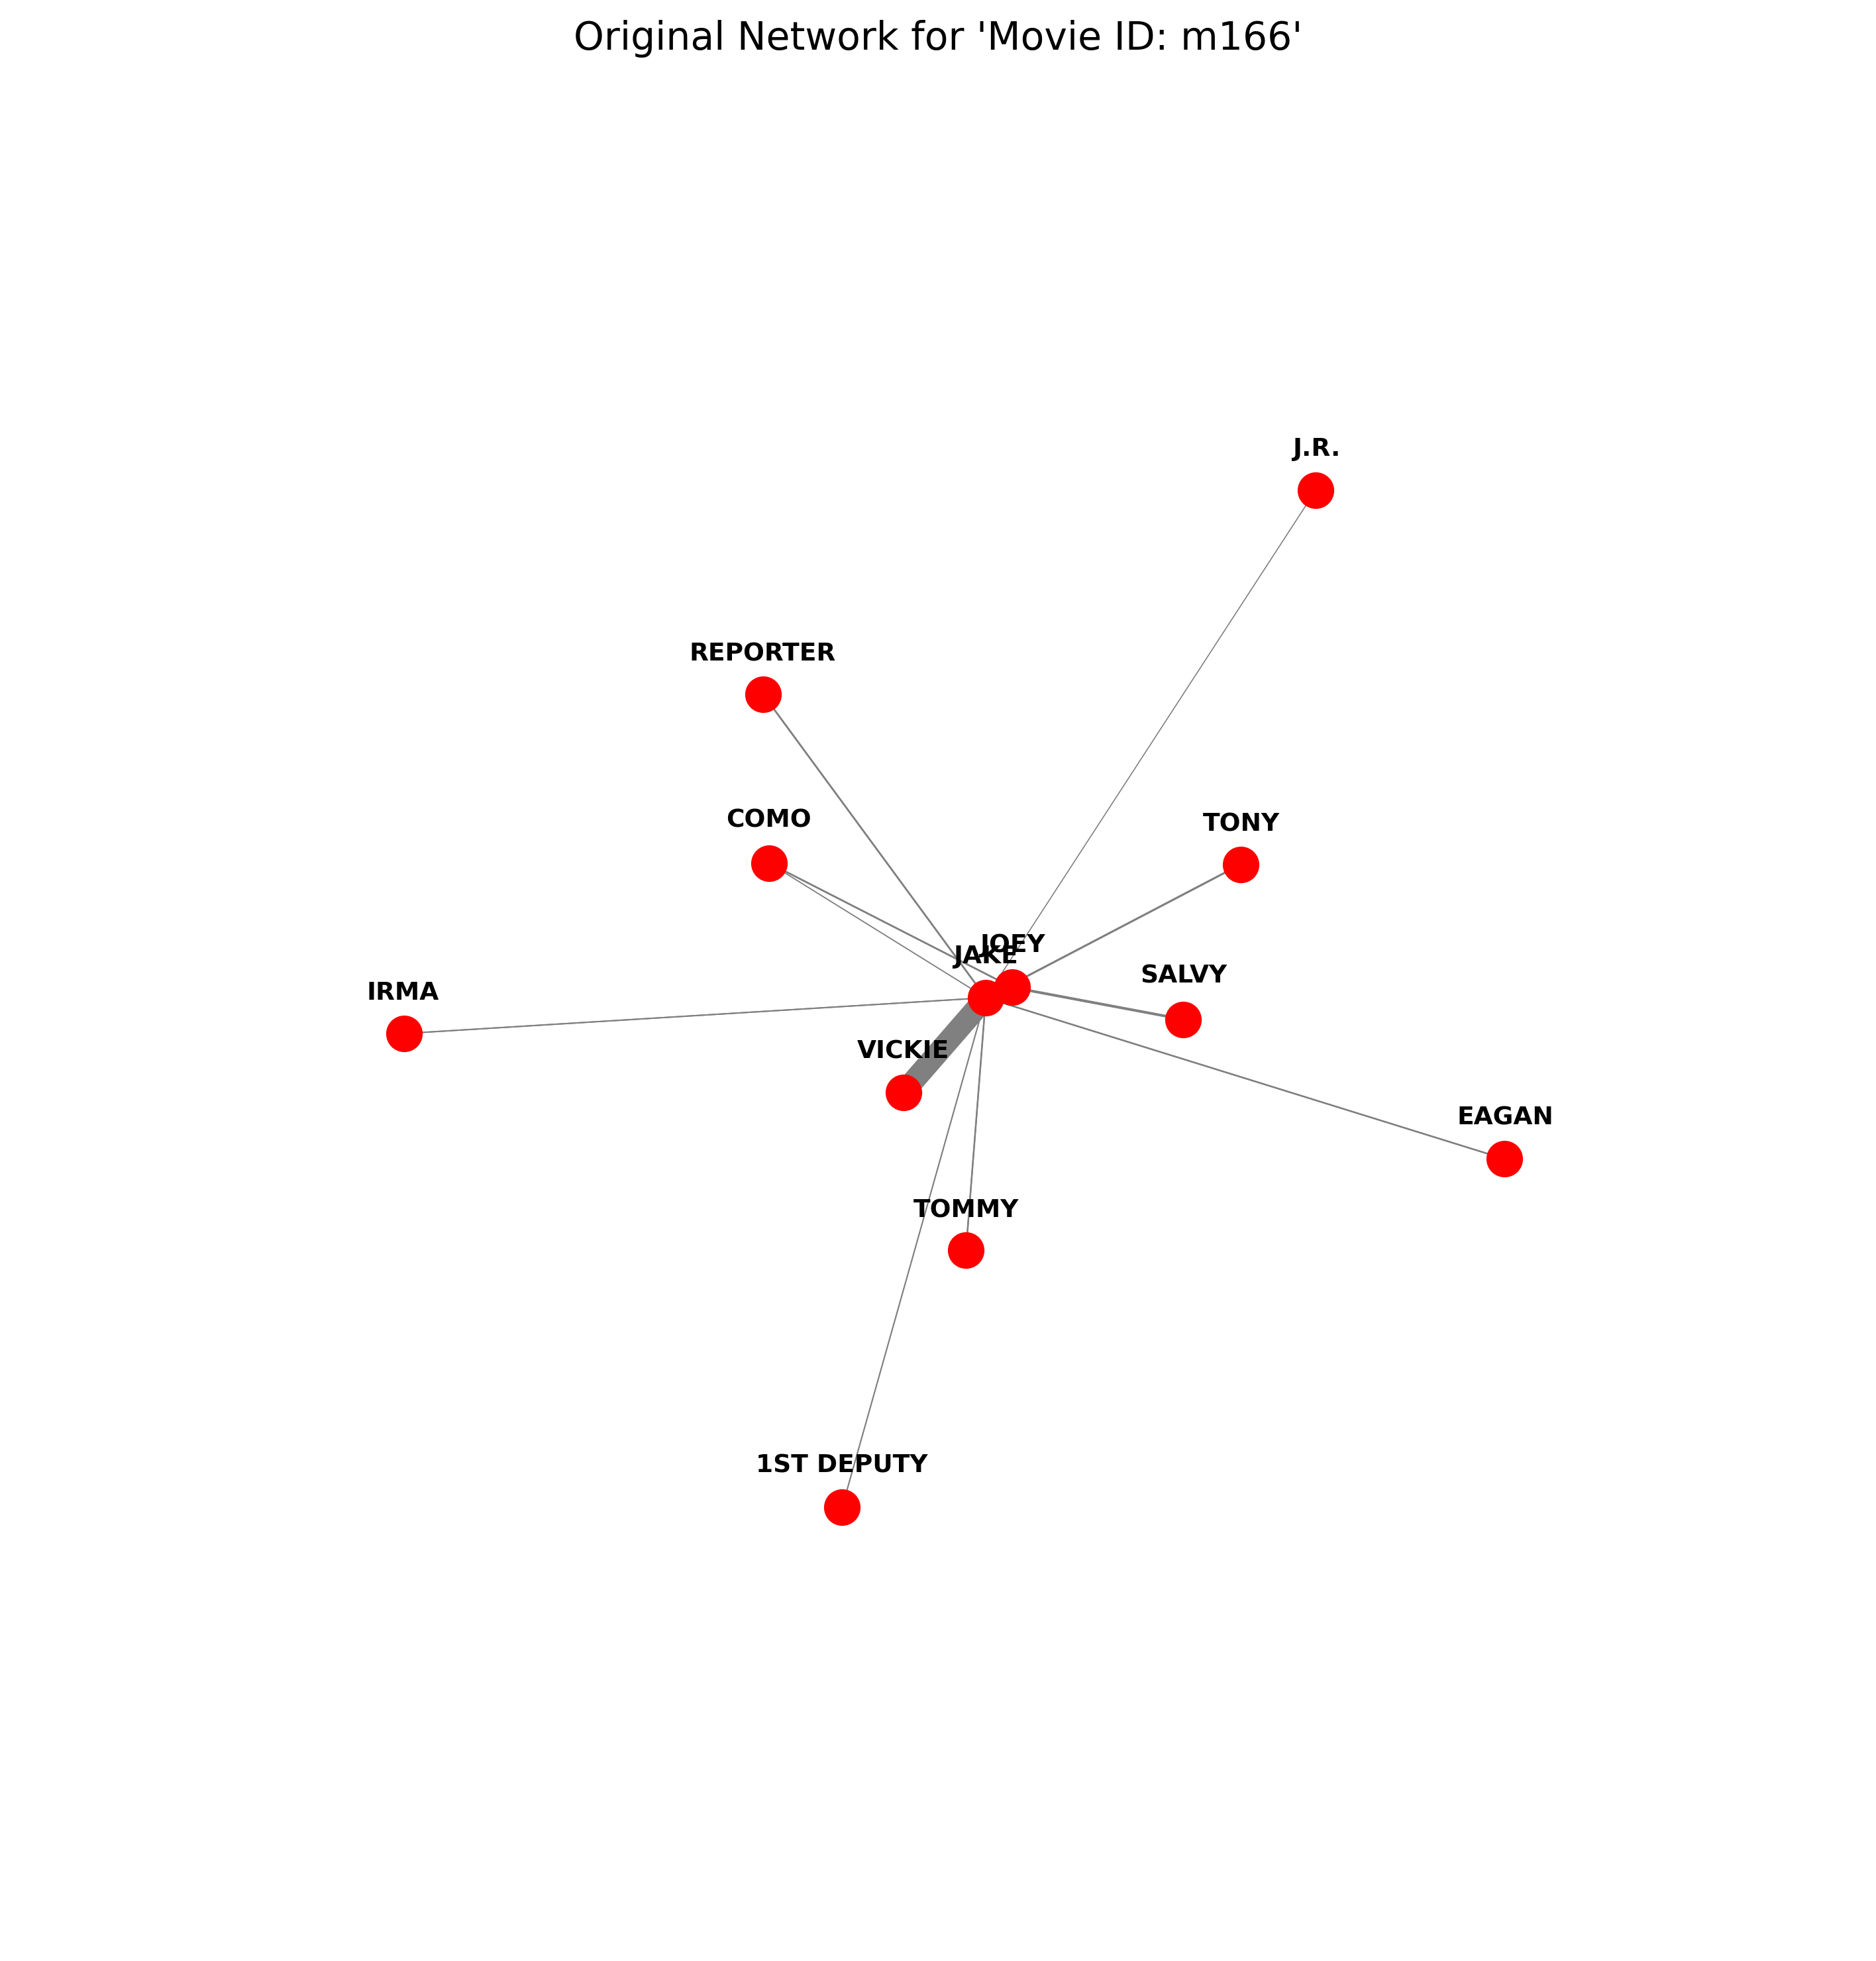 Original Network for 'Movie ID: m166'
J.R.
REPORTER
COMO
TONY
JOEY
JAKE
SALVY
IRMA
VICKIE
EAGAN
TOMMY
1ST DEPUTY